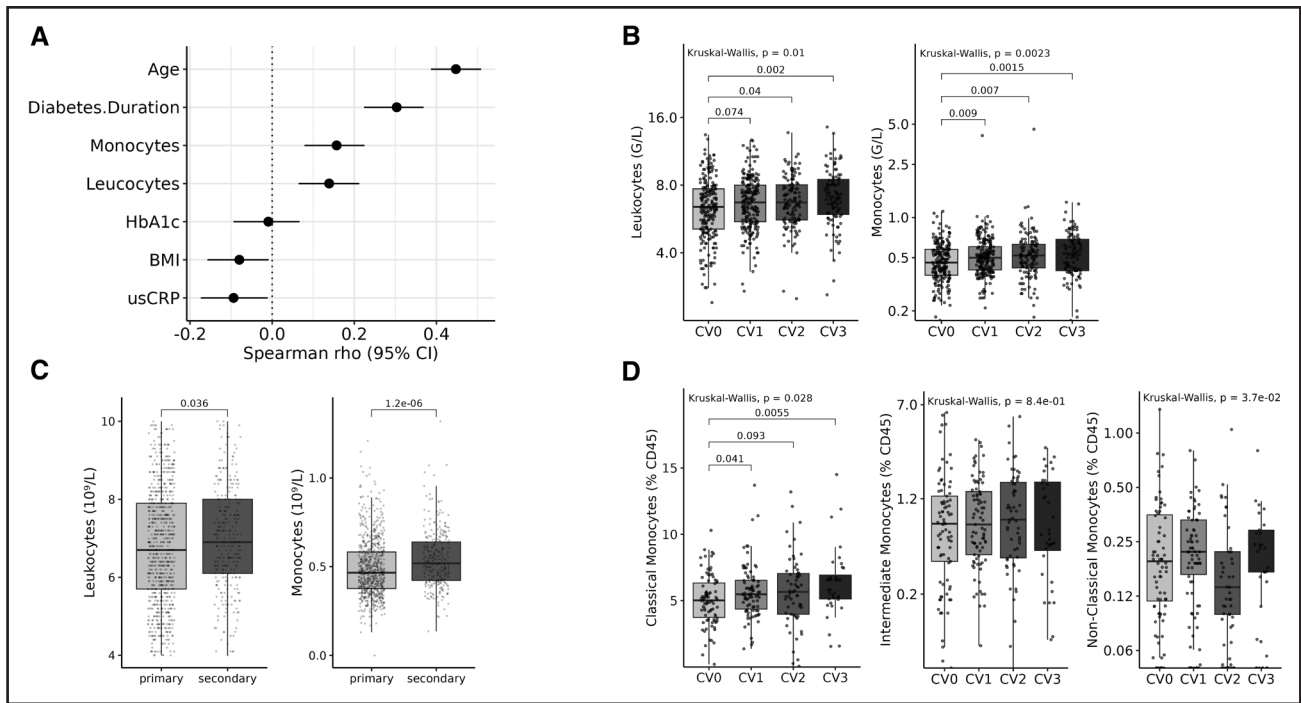 A
Age
Diabetes.Duration
Monocytes
Leucocytes
HbA1c
BMI
usCRP
-0.2 0.0 0.2 0.4
Spearman rho (95% CI)
B
Kruskal-Wallis, p = 0.01
0.002
0.04
0.074
16.0
8.0
4.0
Leukocytes (G/L)
CV0 CV1 CV2 CV3
Kruskal-Wallis, p = 0.0023
0.0015
0.007
0.009
5.0
2.5
1.0
0.5
0.2
Monocytes (G/L)
CV0 CV1 CV2 CV3
C
0.036
10
8
6
4
Leukocytes (10⁹/L)
primary secondary
1.2e-06
1.0
0.5
0.0
Monocytes (10⁹/L)
primary secondary
D
Kruskal-Wallis, p = 0.028
0.0055
0.093
0.041
15
10
5
Classical Monocytes (% CD45)
CV0 CV1 CV2 CV3
Kruskal-Wallis, p = 8.4e-01
7.0
1.2
0.2
Intermediate Monocytes (% CD45)
CV0 CV1 CV2 CV3
Kruskal-Wallis, p = 3.7e-02
1.00
0.50
0.25
0.12
0.06
Non-Classical Monocytes (% CD45)
CV0 CV1 CV2 CV3